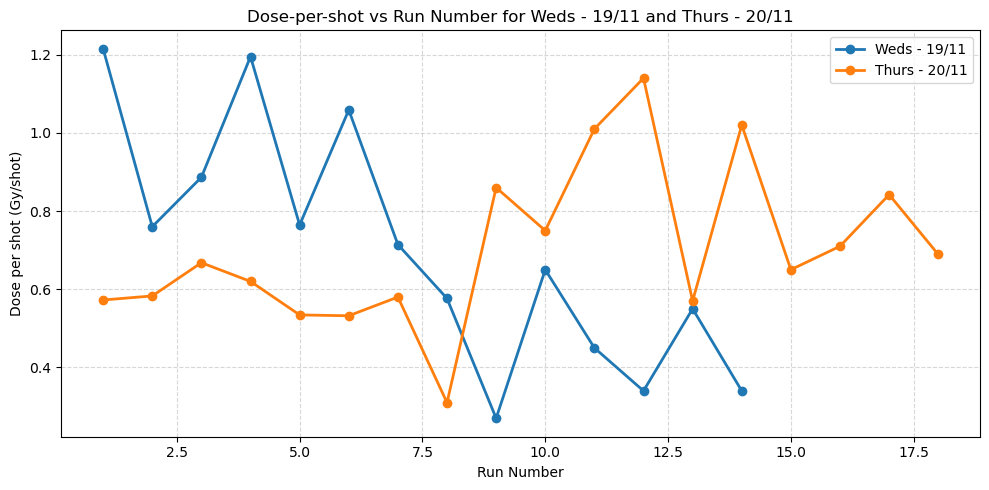 Dose-per-shot vs Run Number for Weds - 19/11 and Thurs - 20/11
Weds - 19/11
Thurs - 20/11
Dose per shot (Gy/shot)
1.2
1.0
0.8
0.6
0.4
2.5 5.0 7.5 10.0 12.5 15.0 17.5
Run Number